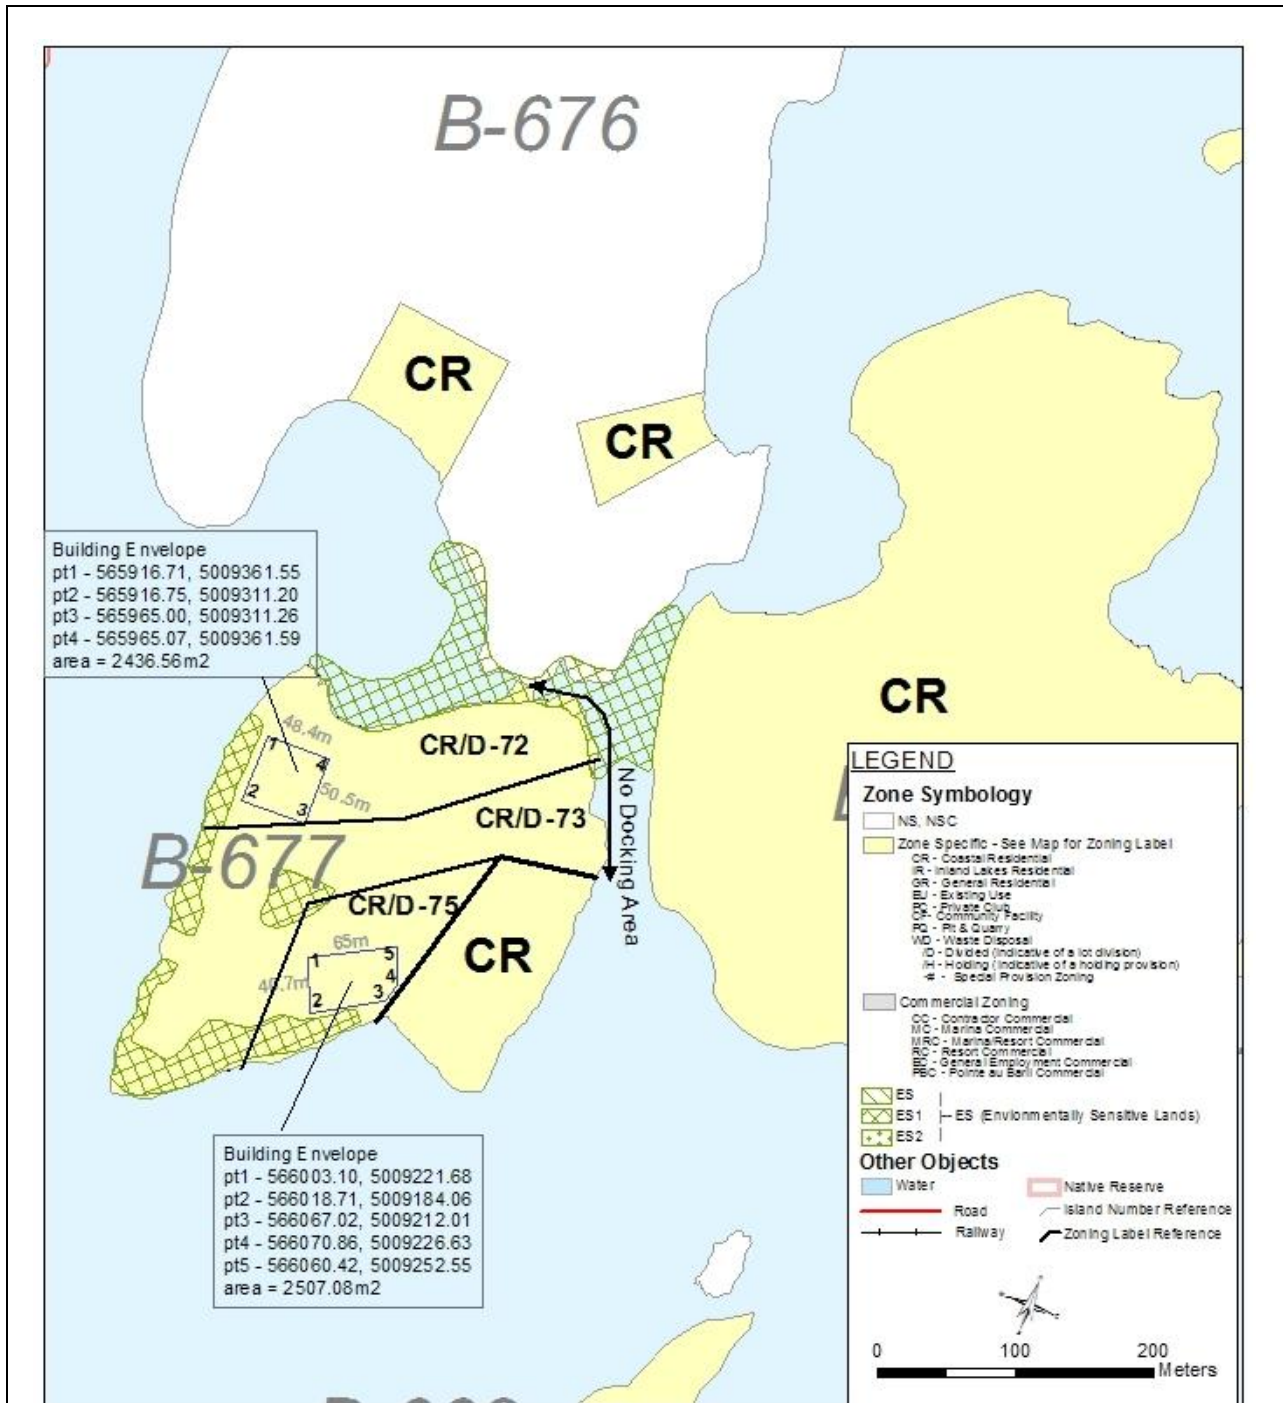 B-676
CR
CR
Building Envelope
pt1 - 565916.71, 5009361.55
pt2 - 565916.75, 5009311.20
pt3 - 565965.00, 5009311.26
pt4 - 565965.07, 5009361.59
area = 2436.56m2
CR
48.4m
1
4
2
3
50.5m
CR/D-72
No Docking Area
CR/D-73
B-677
CR/D-75
CR
65m
1
5
4
3
2
Building Envelope
pt1 - 566003.10, 5009221.68
pt2 - 566018.71, 5009184.06
pt3 - 566067.02, 5009212.01
pt4 - 566070.86, 5009226.63
pt5 - 566060.42, 5009252.55
area = 2507.08m2
LEGEND
Zone Symbology
NS, NSC
Zone Specific - See Map for Zoning Label
CR - Coastal Residential
IR - Inland Lakes Residential
GR - General Residential
EU - Existing Use
PC - Private Club
CF - Community Facility
PQ - Pit & Quarry
WD - Waste Disposal
/D - Divided (Indicative of a lot division)
/H - Holding (Indicative of a holding provision)
-# - Special Provision Zoning
Commercial Zoning
CC - Contractor Commercial
MC - Marina Commercial
MRC - Marina/Resort Commercial
RC - Resort Commercial
EC - General Employment Commercial
PBC - Pointe au Baril Commercial
ES
ES1
ES (Envionmentally Sensitive Lands)
ES2
Other Objects
Water
Native Reserve
Road
Island Number Reference
Railway
Zoning Label Reference
0 100 200
Meters